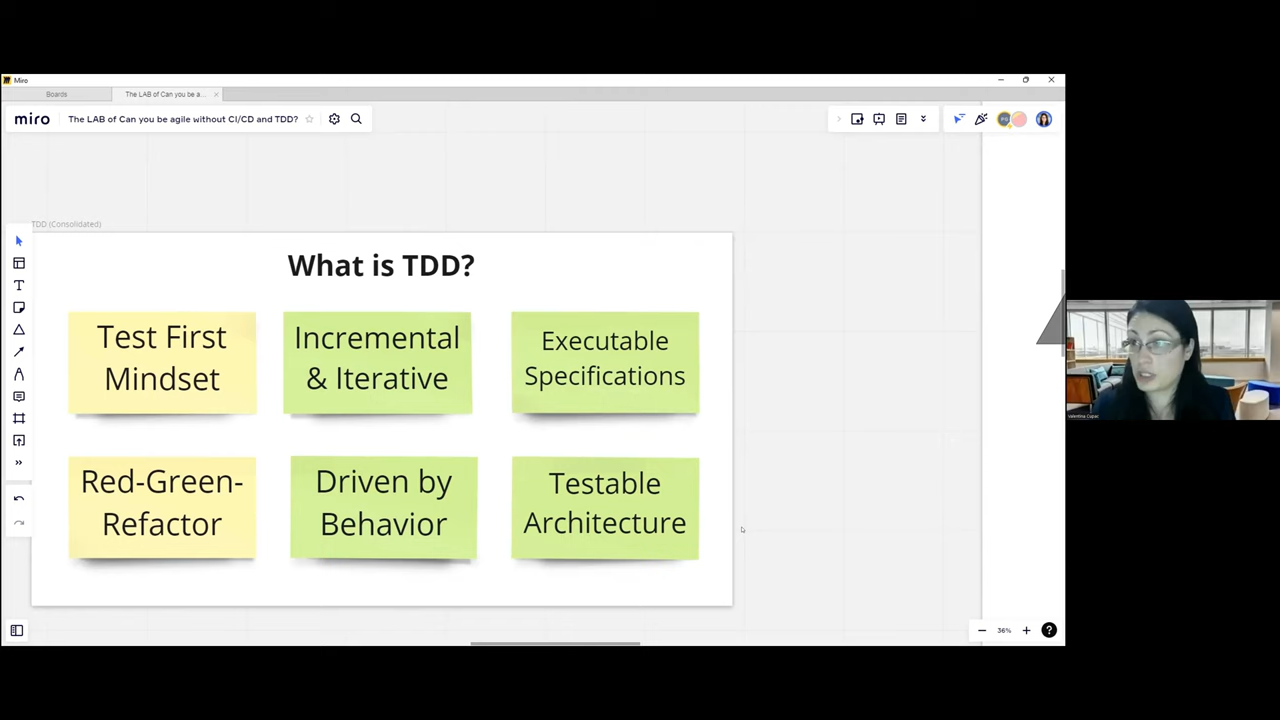 Miro
Boards
The LAB of Can you be a...
miro
The LAB of Can you be agile without CI/CD and TDD?
TDD (Consolidated)
What is TDD?
Test First
Mindset
Incremental
& Iterative
Executable
Specifications
Red-Green-
Refactor
Driven by
Behavior
Testable
Architecture
36%